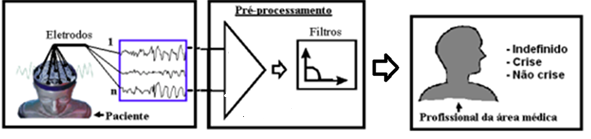 Eletrodos
1
n
Paciente
Pré-processamento
Filtros
- Indefinido
- Crise
- Não crise
Profissional da área médica